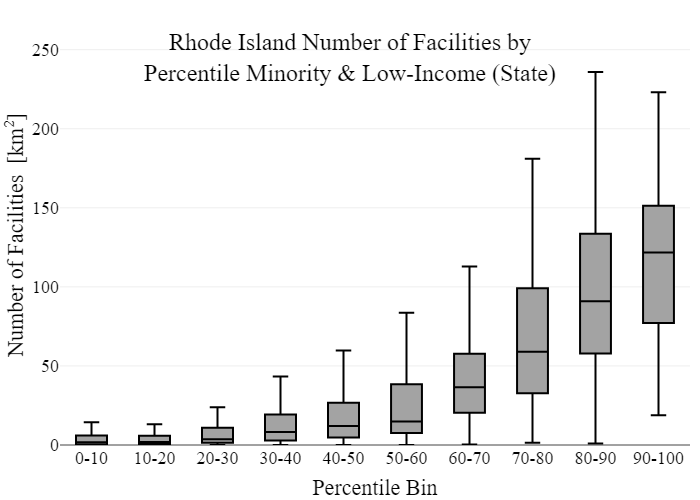 Rhode Island Number of Facilities by
Percentile Minority & Low-Income (State)
Number of Facilities [km²]
250
200
150
100
50
0
0-10 10-20 20-30 30-40 40-50 50-60 60-70 70-80 80-90 90-100
Percentile Bin